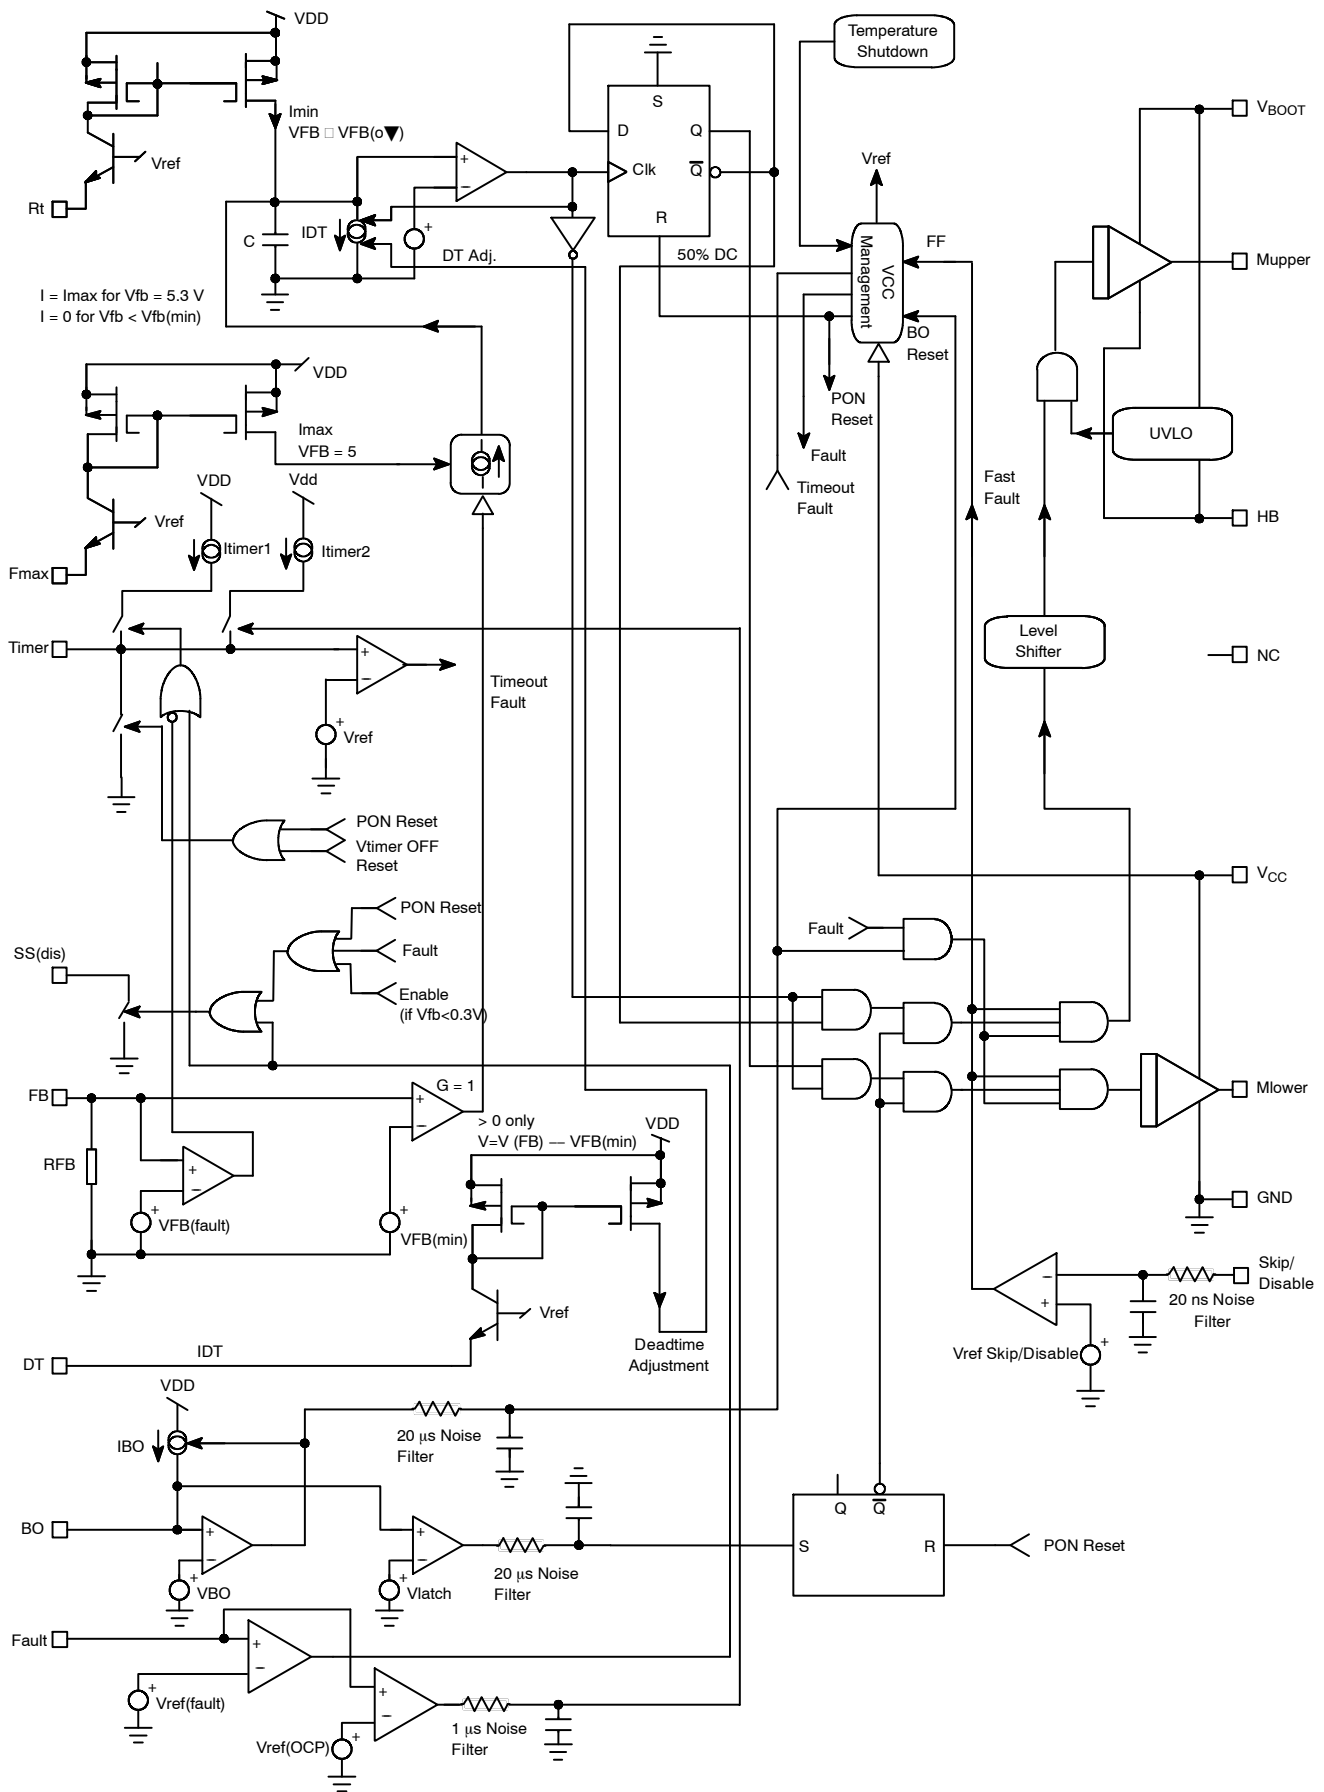 VDD
Temperature
Shutdown
Imin
VFB □ VFB(o▼)
Vref
Rt
S
D
Q
Clk
Q
R
Vref
VBOOT
C
IDT
+
−
+
DT Adj.
50% DC
VCC
Management
FF
BO
Reset
Mupper
I = Imax for Vfb = 5.3 V
I = 0 for Vfb < Vfb(min)
VDD
PON
Reset
Imax
VFB = 5
Fault
UVLO
VDD
Vdd
Timeout
Fault
Fast
Fault
HB
Vref
Itimer1
Itimer2
Fmax
Timer
+
−
Timeout
Fault
Level
Shifter
NC
+
Vref
PON Reset
Vtimer OFF
Reset
VCC
PON Reset
Fault
Fault
SS(dis)
Enable
(if Vfb<0.3V)
FB
+
−
G = 1
Mlower
> 0 only
V=V (FB) −− VFB(min)
VDD
RFB
+
−
+
VFB(fault)
+
VFB(min)
GND
Skip/
Disable
−
+
20 ns Noise
Filter
Vref
Vref Skip/Disable
+
Deadtime
Adjustment
DT
IDT
VDD
IBO
20 µs Noise
Filter
Q
Q
BO
+
−
+
−
S
R
PON Reset
20 µs Noise
Filter
+
VBO
+
Vlatch
Fault
+
−
+
Vref(fault)
+
−
1 µs Noise
Filter
Vref(OCP)
+